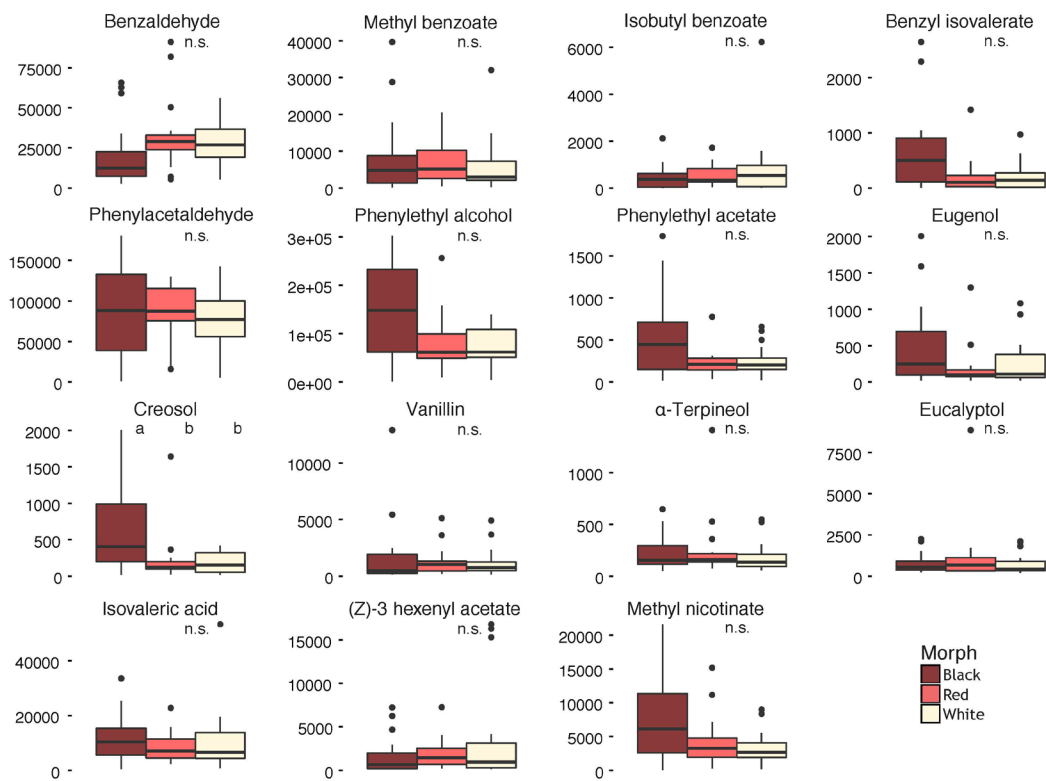 Benzaldehyde
n.s.
75000
50000
25000
0
Methyl benzoate
n.s.
40000
30000
20000
10000
0
Isobutyl benzoate
n.s.
6000
4000
2000
0
Benzyl isovalerate
n.s.
2000
1000
0
Phenylacetaldehyde
n.s.
150000
100000
50000
0
Phenylethyl alcohol
n.s.
3e+05
2e+05
1e+05
0e+00
Phenylethyl acetate
n.s.
1500
1000
500
0
Eugenol
n.s.
2000
1500
1000
500
0
Creosol
a b b
2000
1500
1000
500
0
Vanillin
n.s.
10000
5000
0
α-Terpineol
n.s.
1000
500
0
Eucalyptol
n.s.
7500
5000
2500
0
Isovaleric acid
n.s.
40000
20000
0
(Z)-3 hexenyl acetate
n.s.
15000
10000
5000
0
Methyl nicotinate
n.s.
20000
15000
10000
5000
0
Morph
Black
Red
White